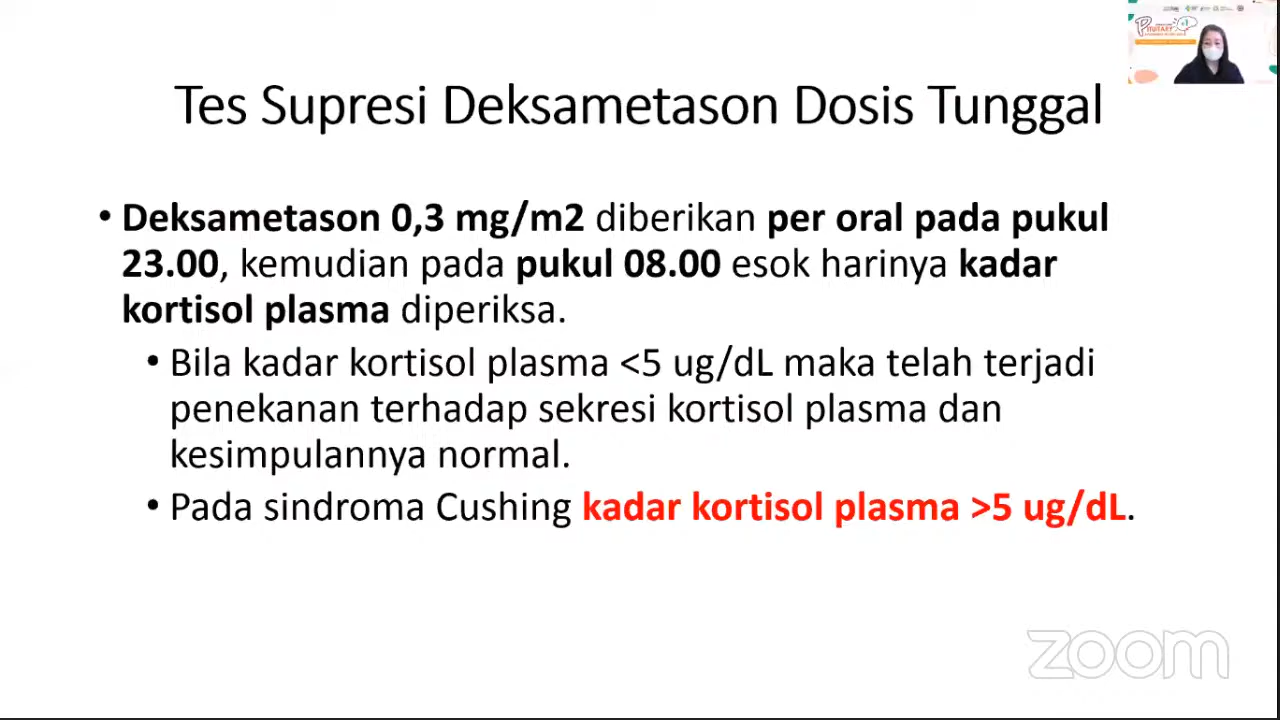 Tes Supresi Deksametason Dosis Tunggal
• Deksametason 0,3 mg/m2 diberikan per oral pada pukul
23.00, kemudian pada pukul 08.00 esok harinya kadar
kortisol plasma diperiksa.
• Bila kadar kortisol plasma <5 ug/dL maka telah terjadi
penekanan terhadap sekresi kortisol plasma dan
kesimpulannya normal.
• Pada sindroma Cushing kadar kortisol plasma >5 ug/dL.
zoom